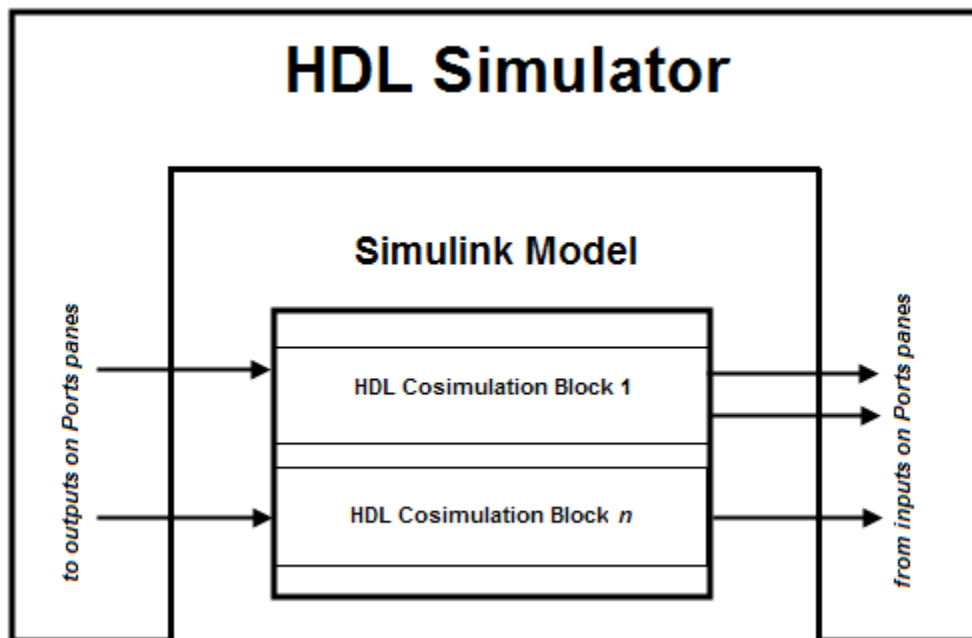 HDL Simulator
Simulink Model
to outputs on Ports panes
HDL Cosimulation Block 1
HDL Cosimulation Block n
from inputs on Ports panes